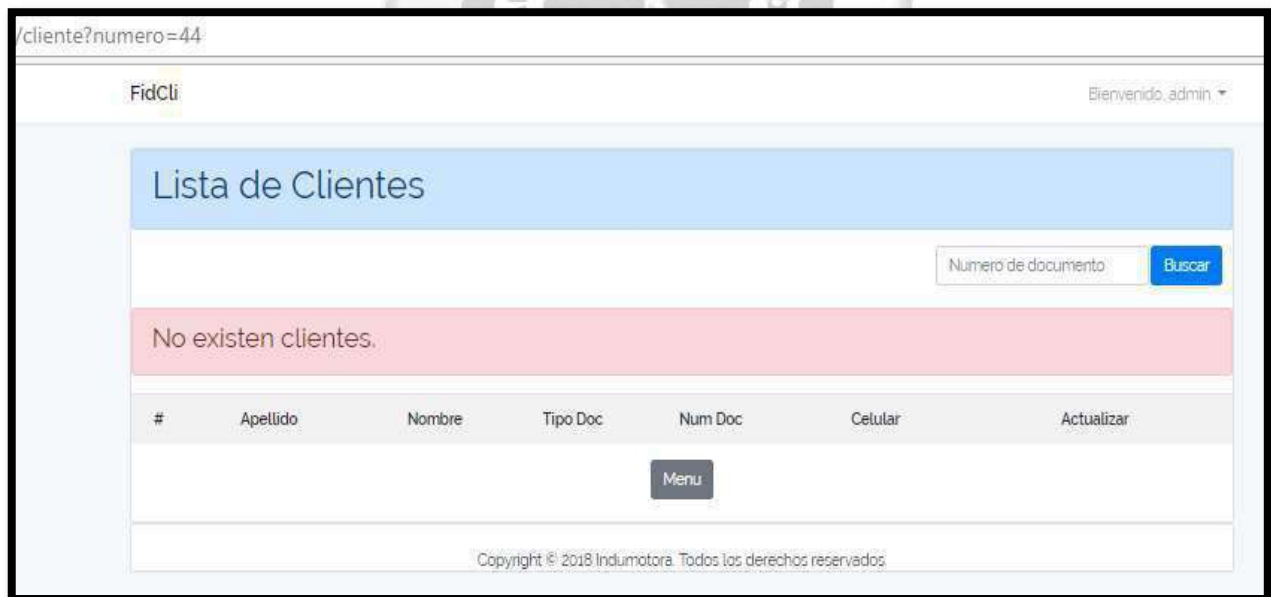 /cliente?numero=44
FidCli
Bienvenido, admin
Lista de Clientes
Numero de documento
Buscar
No existen clientes.
# Apellido Nombre Tipo Doc Num Doc Celular Actualizar
Menu
Copyright © 2018 Indumotora. Todos los derechos reservados.